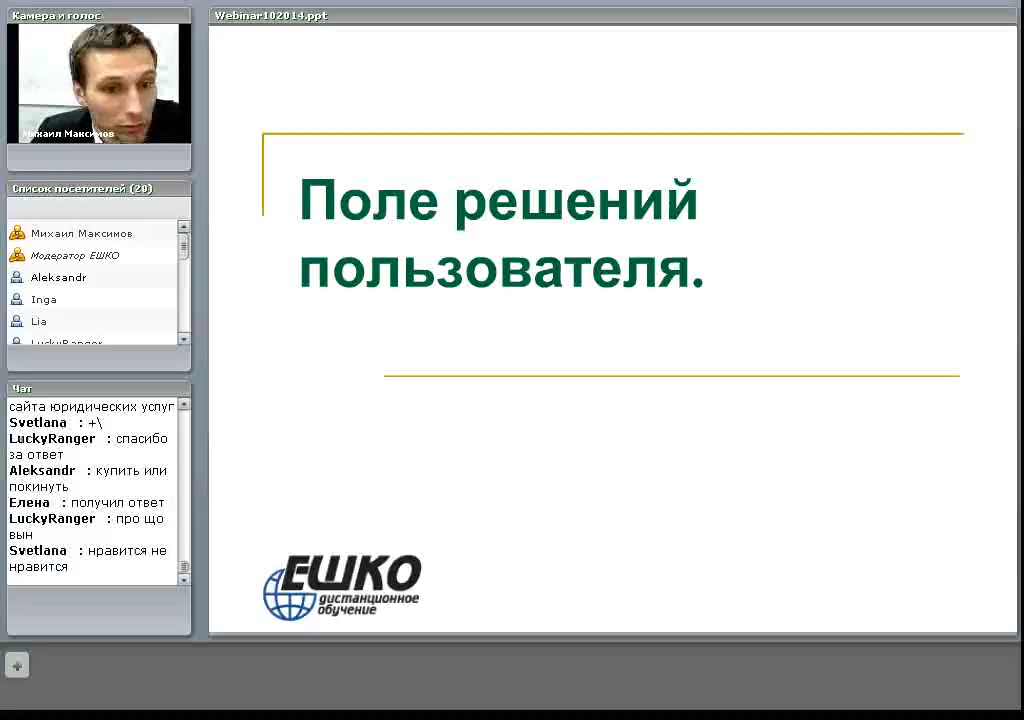 Камера и голос
Михаил Максимов
Список посетителей (20)
Михаил Максимов
Модератор ЕШКО
Aleksandr
Inga
Lia
LuckyRanger
Чат
сайта юридических услуг
Svetlana : +\
LuckyRanger : спасибо
за ответ
Aleksandr : купить или
покинуть
Елена : получил ответ
LuckyRanger : про що
вын
Svetlana : нравится не
нравится
Webinar102014.ppt
Поле решений
пользователя.
ЕШКО
дистанционное
обучение